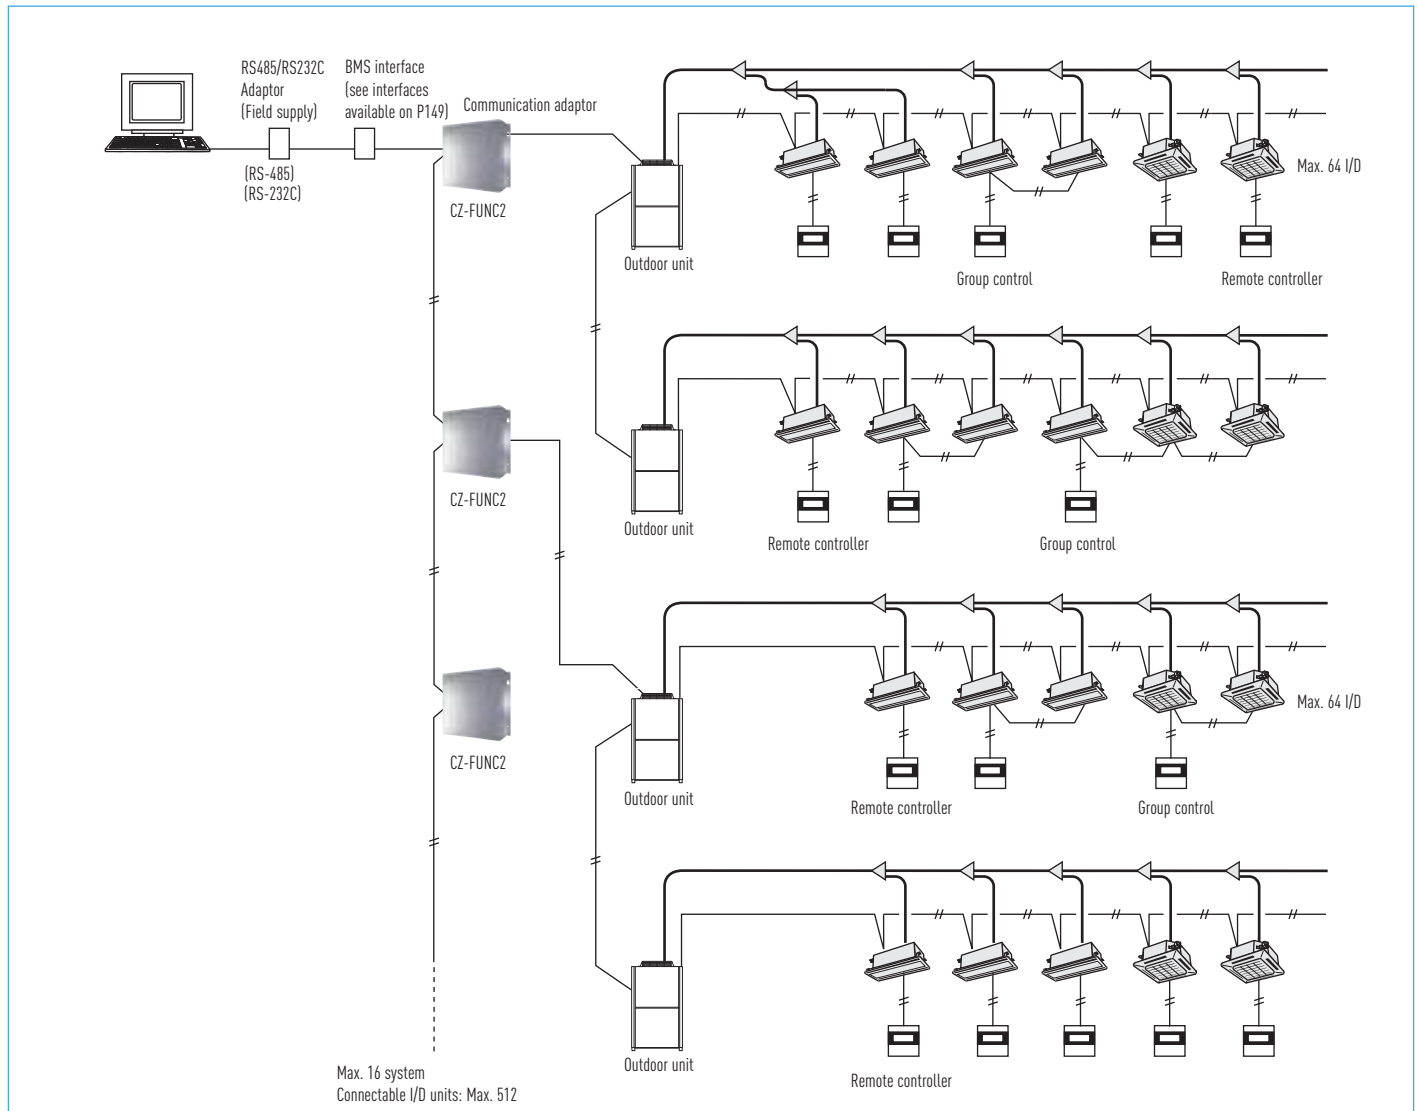 RS485/RS232C
Adaptor
(Field supply)
BMS interface
(see interfaces
available on P149)
Communication adaptor
(RS-485)
(RS-232C)
CZ-FUNC2
Outdoor unit
Max. 64 I/D
Group control
Remote controller
CZ-FUNC2
Outdoor unit
Remote controller
Group control
CZ-FUNC2
Outdoor unit
Max. 64 I/D
Remote controller
Group control
Outdoor unit
Remote controller
Max. 16 system
Connectable I/D units: Max. 512